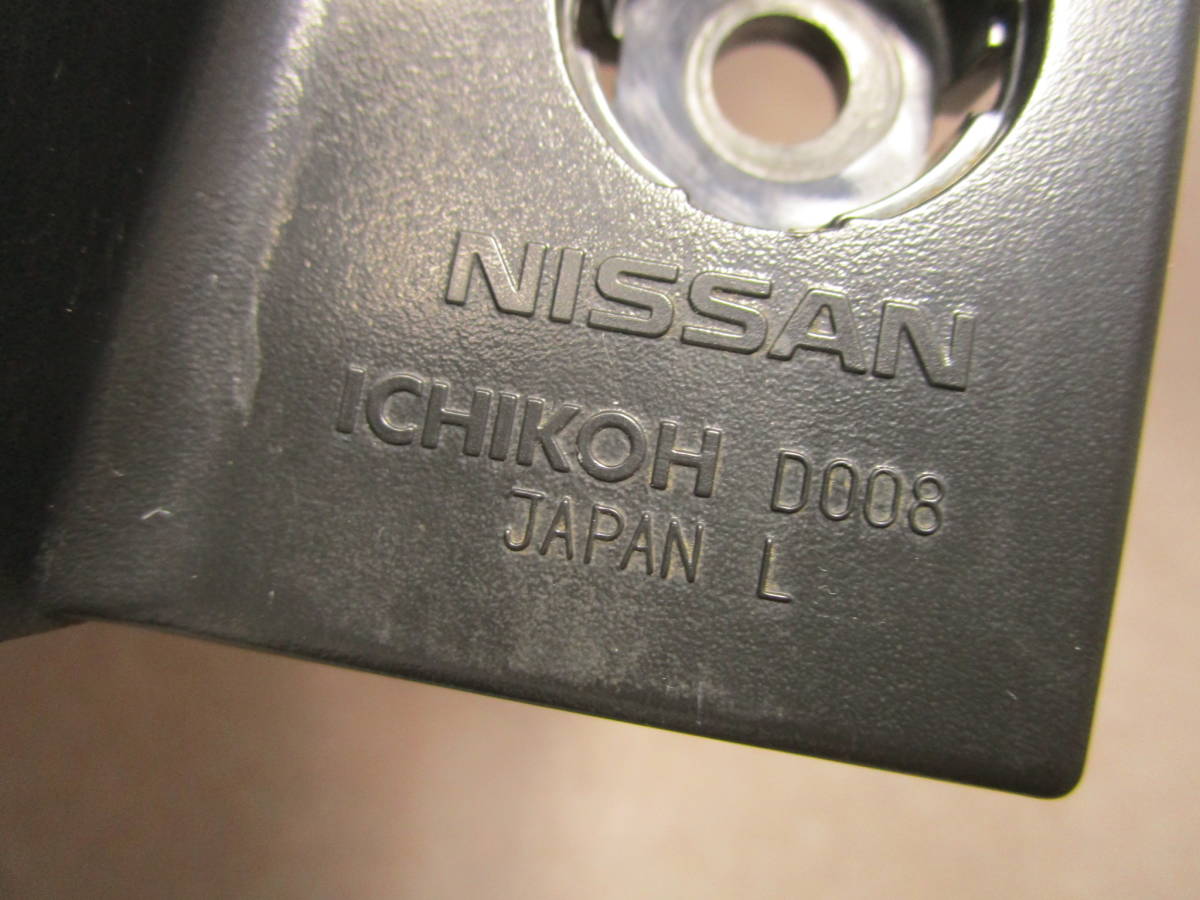 NISSAN
ICHIKOH D008
JAPAN L